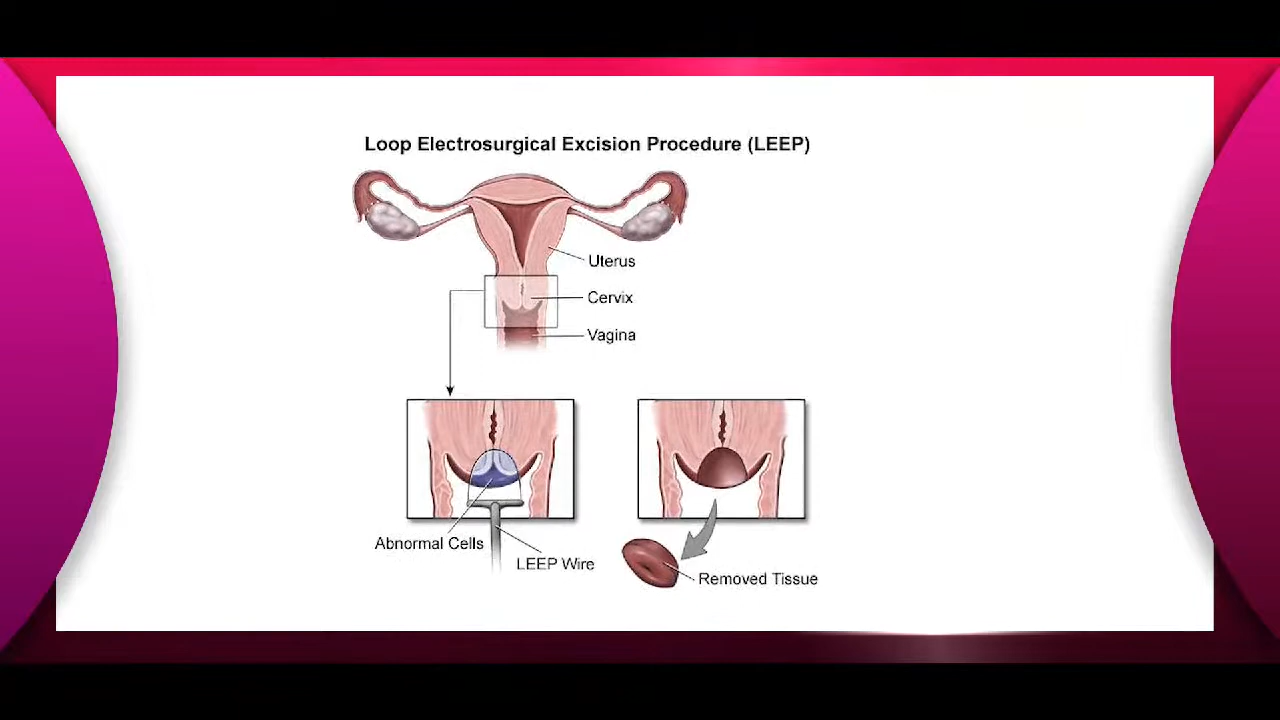 Loop Electrosurgical Excision Procedure (LEEP)
Uterus
Cervix
Vagina
Abnormal Cells
LEEP Wire
Removed Tissue